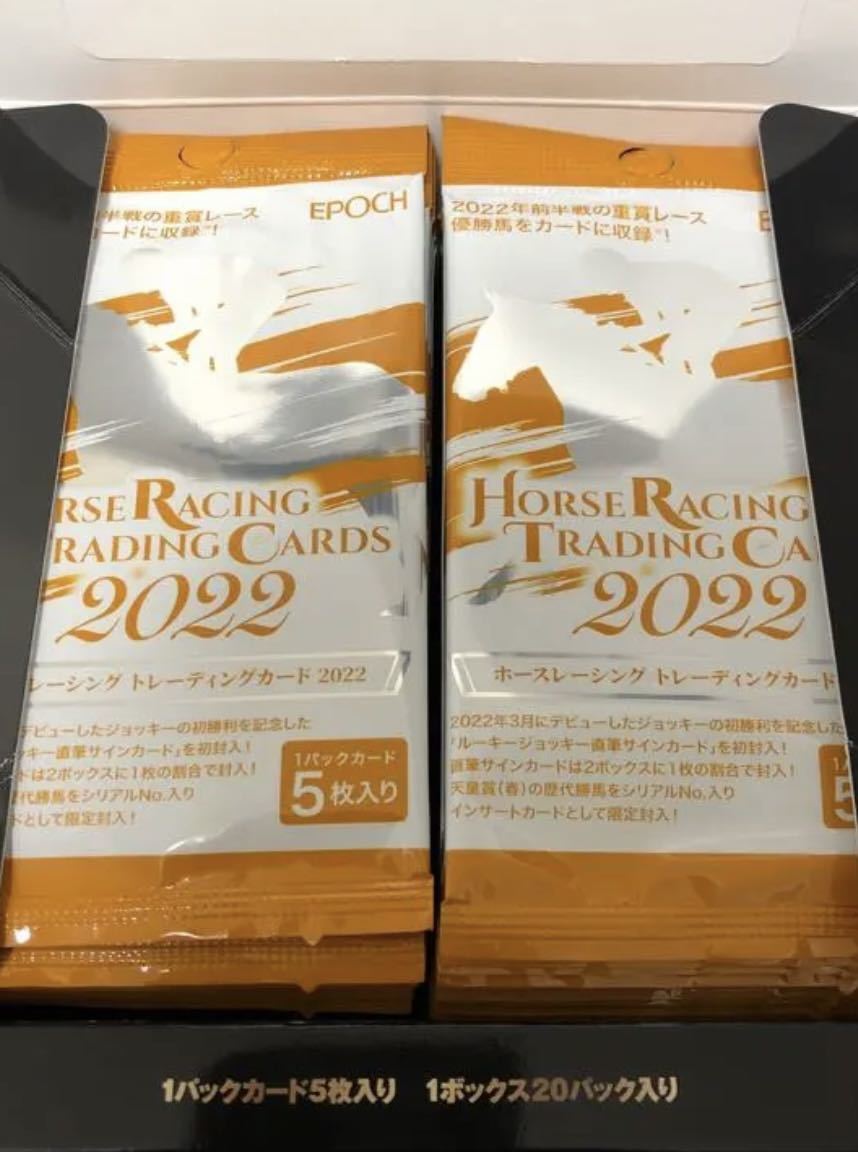 半戦の重賞レース
ードに収録※!
EPOCH
RSE RACING
RADING CARDS
2022
レーシング トレーディングカード 2022
デビューしたジョッキーの初勝利を記念した
ッキー直筆サインカード」を初封入!
ドは2ボックスに1枚の割合で封入!
代勝馬をシリアルNo.入り
ドとして限定封入!
1パックカード
5枚入り
2022年前半戦の重賞レース
優勝馬をカードに収録※!
E
HORSE RACING
TRADING CA
2022
ホースレーシング トレーディングカード
2022年3月にデビューしたジョッキーの初勝利を記念した
ルーキージョッキー直筆サインカード」を初封入!
直筆サインカードは2ボックスに1枚の割合で封入!
天皇賞(春)の歴代勝馬をシリアルNo.入り
インサートカードとして限定封入!
5
1パックカード5枚入り 1ボックス20パック入り